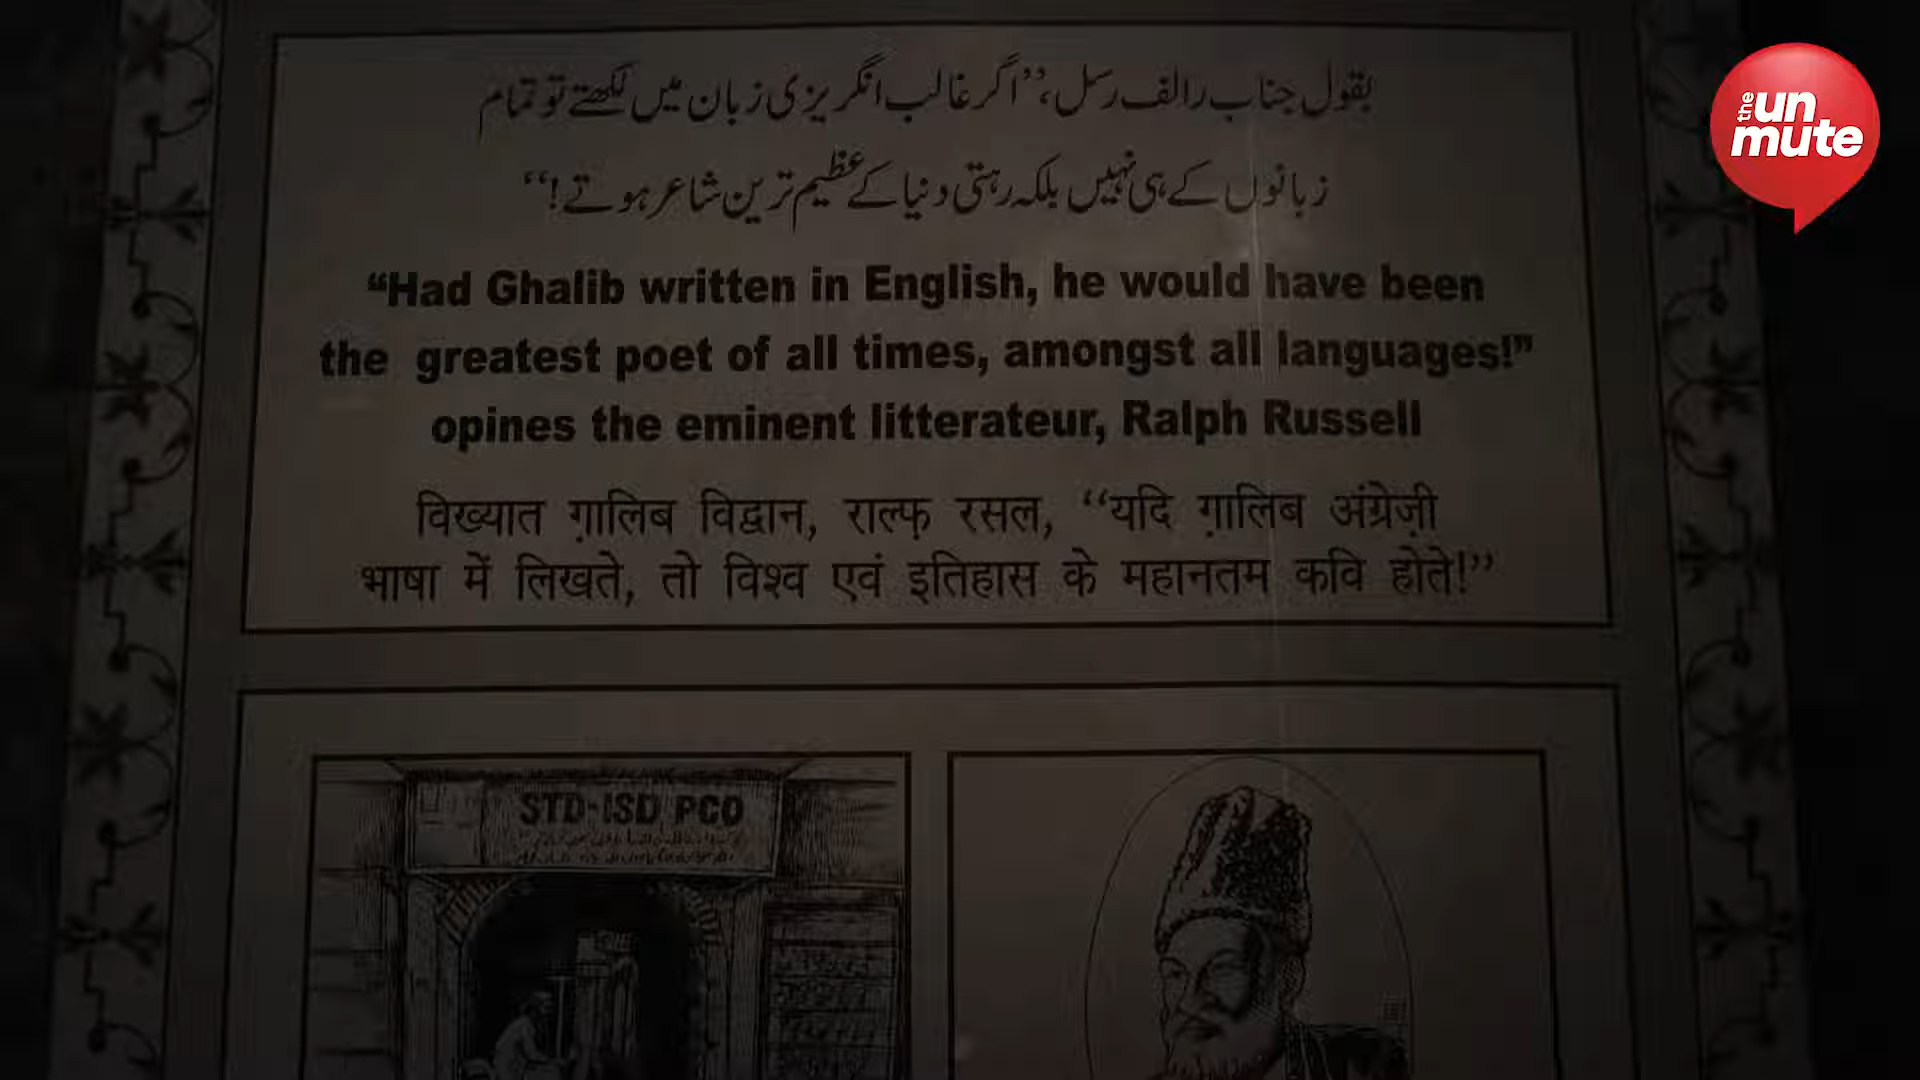 بقول جناب رالف رسل، ”اگر غالب انگریزی زبان میں لکھتے تو تمام
زبانوں کے ہی نہیں بلکہ رہتی دنیا کے عظیم ترین شاعر ہوتے!“
“Had Ghalib written in English, he would have been
the greatest poet of all times, amongst all languages!”
opines the eminent litterateur, Ralph Russell
विख्यात ग़ालिब विद्वान, राल्फ़ रसल, “यदि ग़ालिब अंग्रेज़ी
भाषा में लिखते, तो विश्व एवं इतिहास के महानतम कवि होते!”
STD-ISD PCO
the un
mute